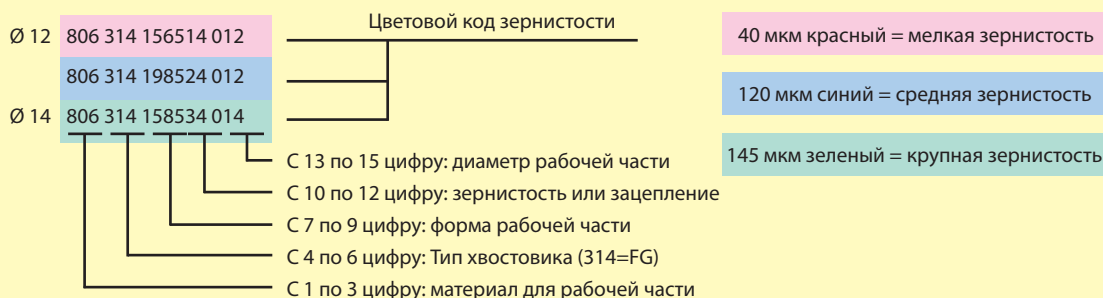 Цветовой код зернистости
Ø 12 806 314 156514 012
806 314 198524 012
Ø 14 806 314 158534 014
40 мкм красный = мелкая зернистость
120 мкм синий = средняя зернистость
145 мкм зеленый = крупная зернистость
С 13 по 15 цифру: диаметр рабочей части
С 10 по 12 цифру: зернистость или зацепление
С 7 по 9 цифру: форма рабочей части
С 4 по 6 цифру: Тип хвостовика (314=FG)
С 1 по 3 цифру: материал для рабочей части